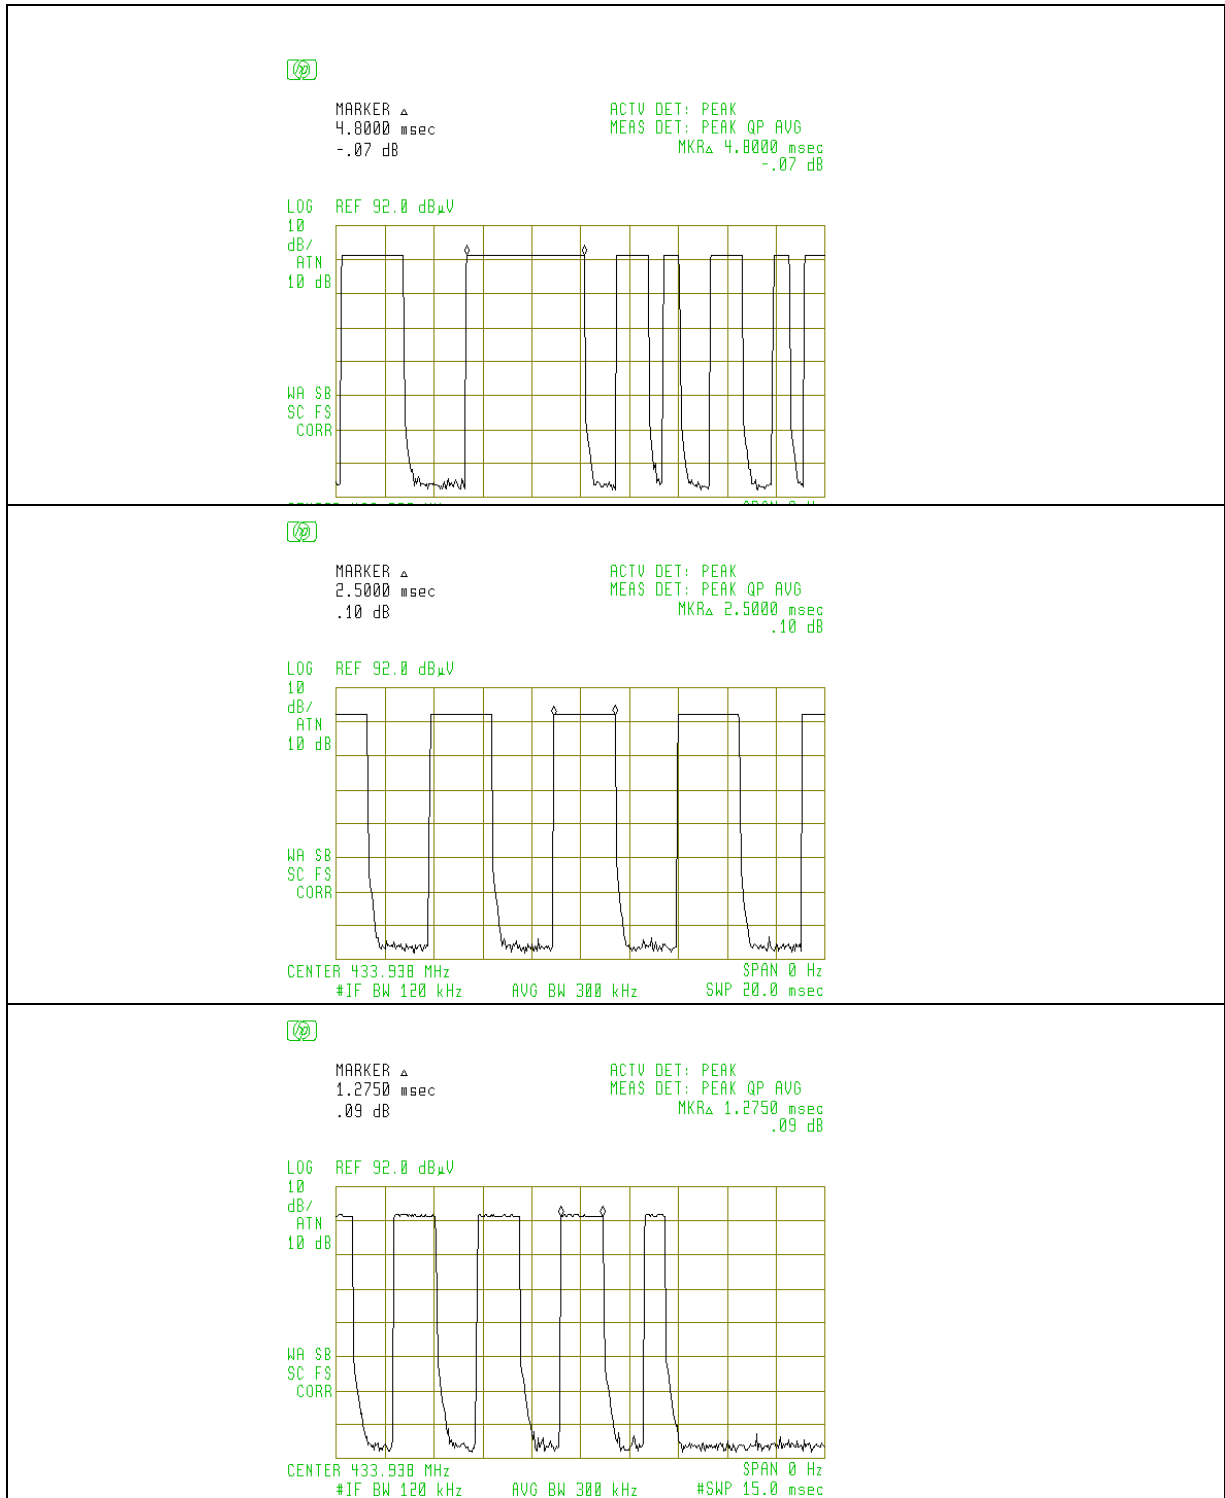 hp
MARKER △ ACTV DET: PEAK
4.8000 msec MEAS DET: PEAK QP AVG
-.07 dB MKR△ 4.8000 msec
-.07 dB
LOG REF 92.0 dBµV
10
dB/
ATN
10 dB
WA SB
SC FS
CORR
hp
MARKER △ ACTV DET: PEAK
2.5000 msec MEAS DET: PEAK QP AVG
.10 dB MKR△ 2.5000 msec
.10 dB
LOG REF 92.0 dBµV
10
dB/
ATN
10 dB
WA SB
SC FS
CORR
CENTER 433.938 MHz SPAN 0 Hz
#IF BW 120 kHz AVG BW 300 kHz SWP 20.0 msec
hp
MARKER △ ACTV DET: PEAK
1.2750 msec MEAS DET: PEAK QP AVG
.09 dB MKR△ 1.2750 msec
.09 dB
LOG REF 92.0 dBµV
10
dB/
ATN
10 dB
WA SB
SC FS
CORR
CENTER 433.938 MHz SPAN 0 Hz
#IF BW 120 kHz AVG BW 300 kHz #SWP 15.0 msec